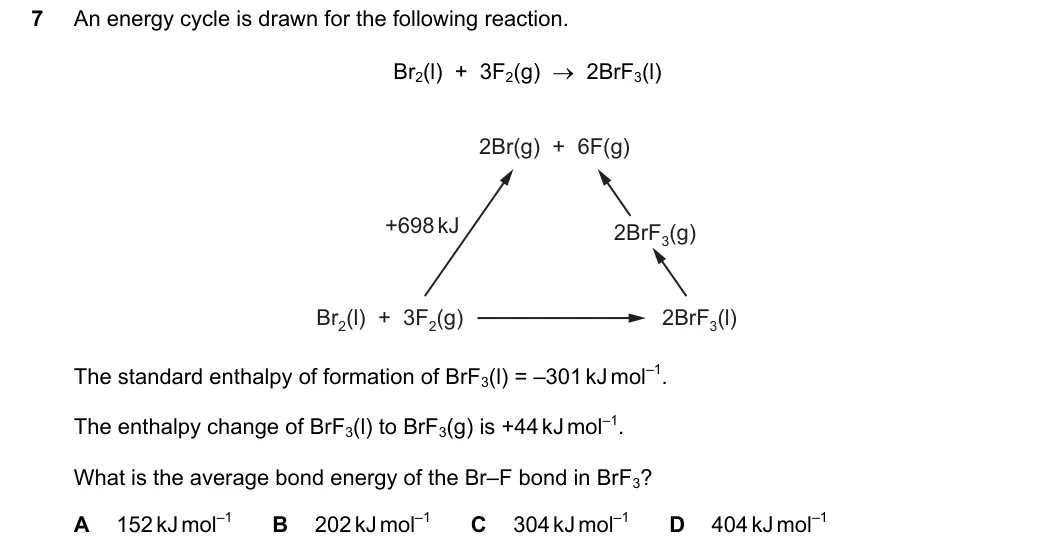 7 An energy cycle is drawn for the following reaction.
Br₂(l) + 3F₂(g) → 2BrF₃(l)
2Br(g) + 6F(g)
+698 kJ
2BrF₃(g)
Br₂(l) + 3F₂(g)
2BrF₃(l)
The standard enthalpy of formation of BrF₃(l) = –301 kJ mol⁻¹.
The enthalpy change of BrF₃(l) to BrF₃(g) is +44 kJ mol⁻¹.
What is the average bond energy of the Br–F bond in BrF₃?
A 152 kJ mol⁻¹ B 202 kJ mol⁻¹ C 304 kJ mol⁻¹ D 404 kJ mol⁻¹